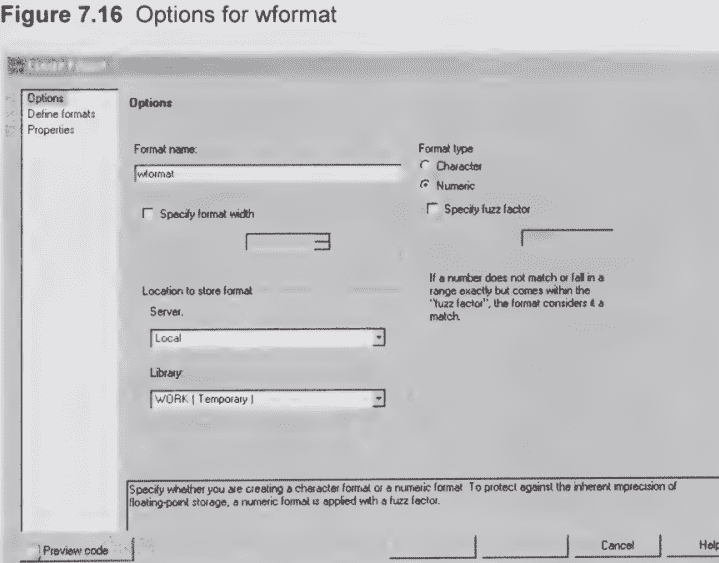 Figure 7.16 Options for wformat
Options
Define formats
Properties
Options
Format name:
wformat
Specify format width
Location to store format
Server:
Local
Library:
WORK ( Temporary )
Format type
Character
Numeric
Specify fuzz factor
If a number does not match or fall in a
range exactly but comes within the
"fuzz factor", the format considers it a
match.
Specify whether you are creating a character format or a numeric format. To protect against the inherent imprecision of
floating-point storage, a numeric format is applied with a fuzz factor.
Preview code
Cancel
Help